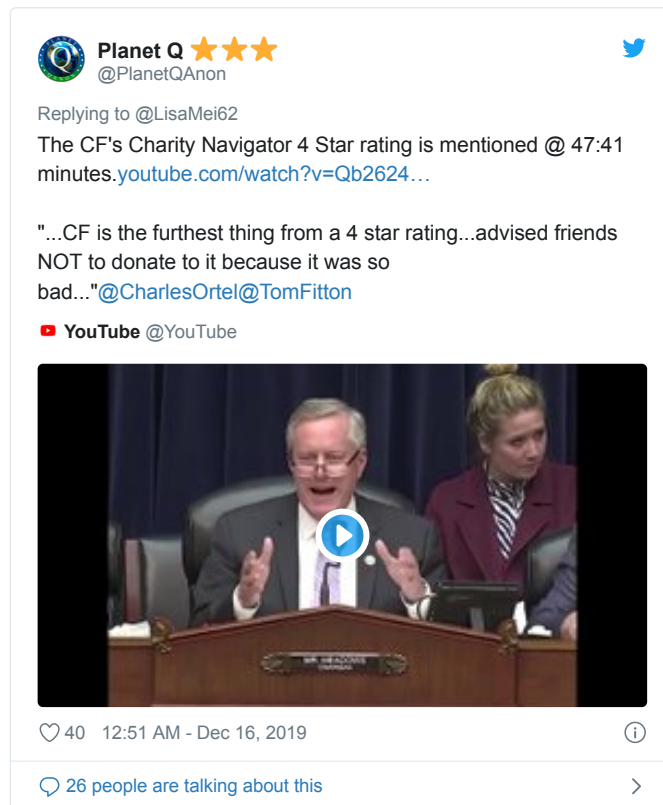 Planet Q ⭐⭐⭐
@PlanetQAnon
Replying to @LisaMei62
The CF's Charity Navigator 4 Star rating is mentioned @ 47:41
minutes.youtube.com/watch?v=Qb2624…
"...CF is the furthest thing from a 4 star rating...advised friends
NOT to donate to it because it was so
bad..."@CharlesOrtel@TomFitton
YouTube @YouTube
MR. MEADOWS
40 12:51 AM - Dec 16, 2019
26 people are talking about this